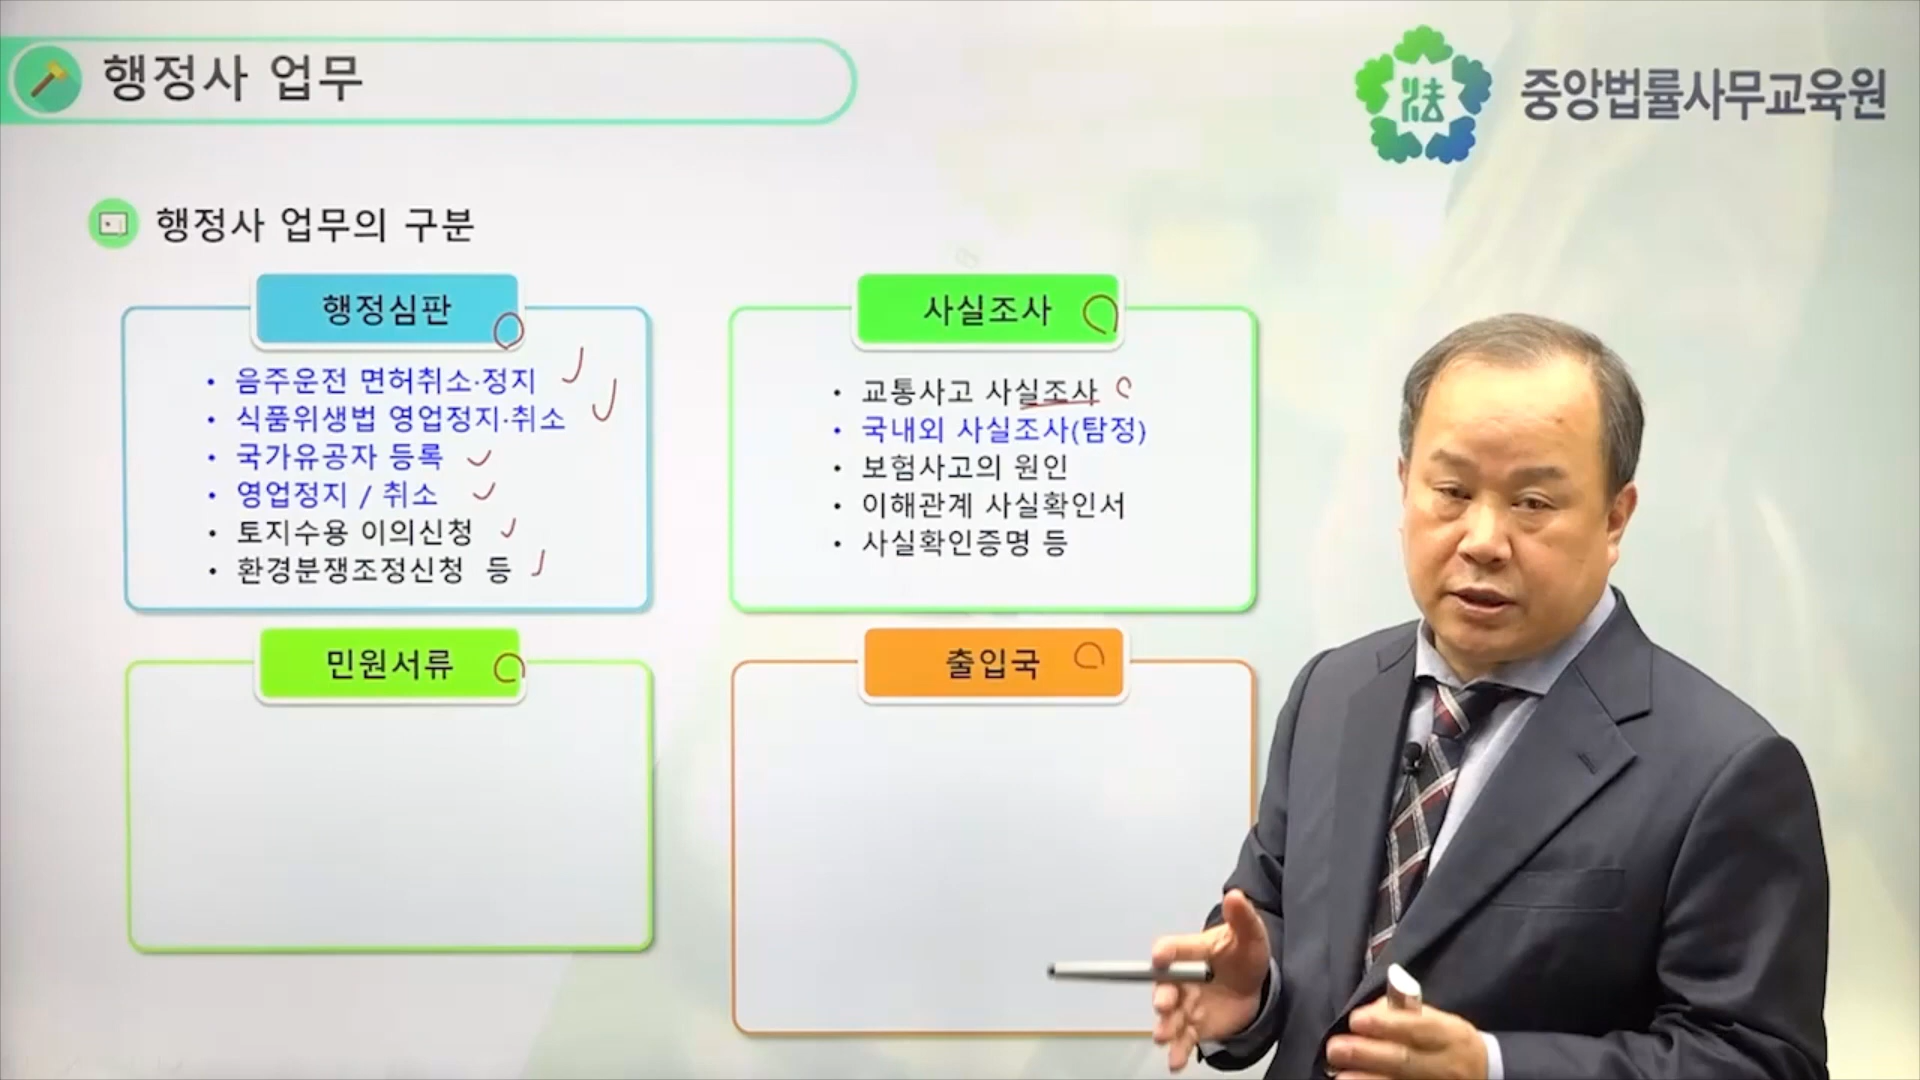 행정사 업무
法
중앙법률사무교육원
행정사 업무의 구분
행정심판
• 음주운전 면허취소·정지
• 식품위생법 영업정지·취소
• 국가유공자 등록
• 영업정지 / 취소
• 토지수용 이의신청
• 환경분쟁조정신청 등
사실조사
• 교통사고 사실조사
• 국내외 사실조사(탐정)
• 보험사고의 원인
• 이해관계 사실확인서
• 사실확인증명 등
민원서류
출입국